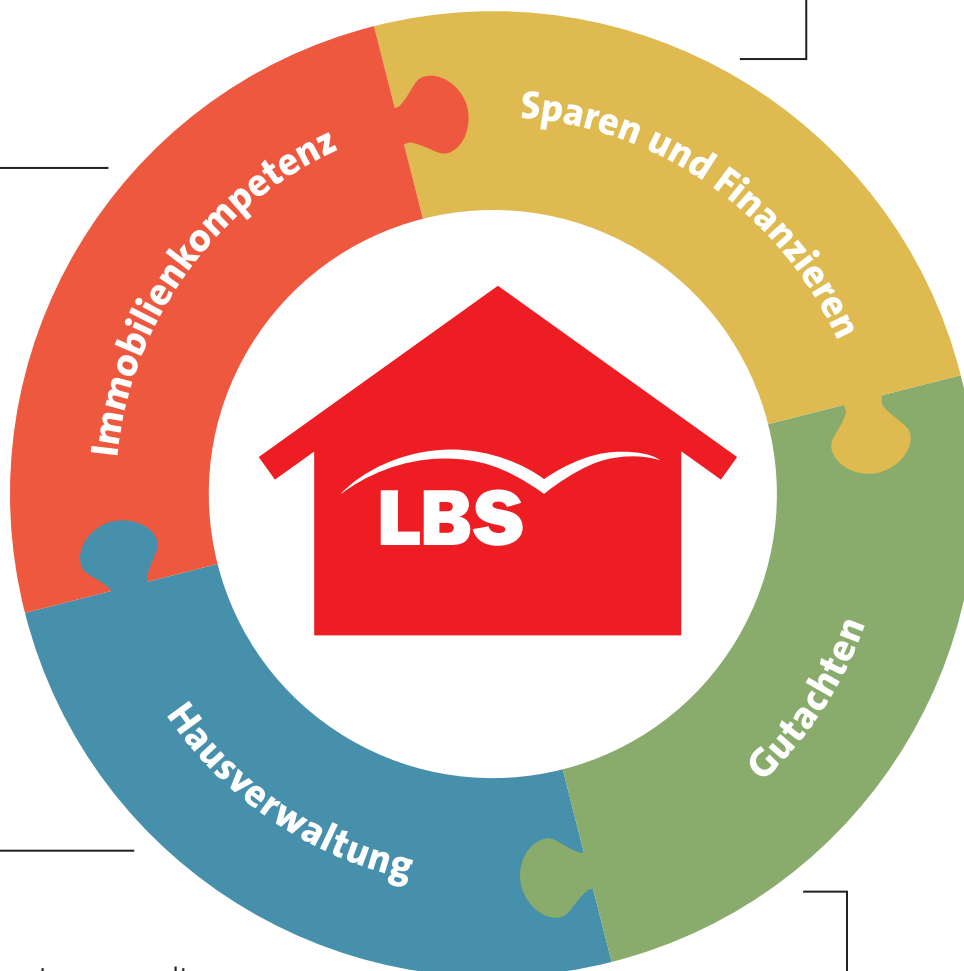 Sparen und Finanzieren
Immobilienkompetenz
LBS
Gutachten
Hausverwaltung